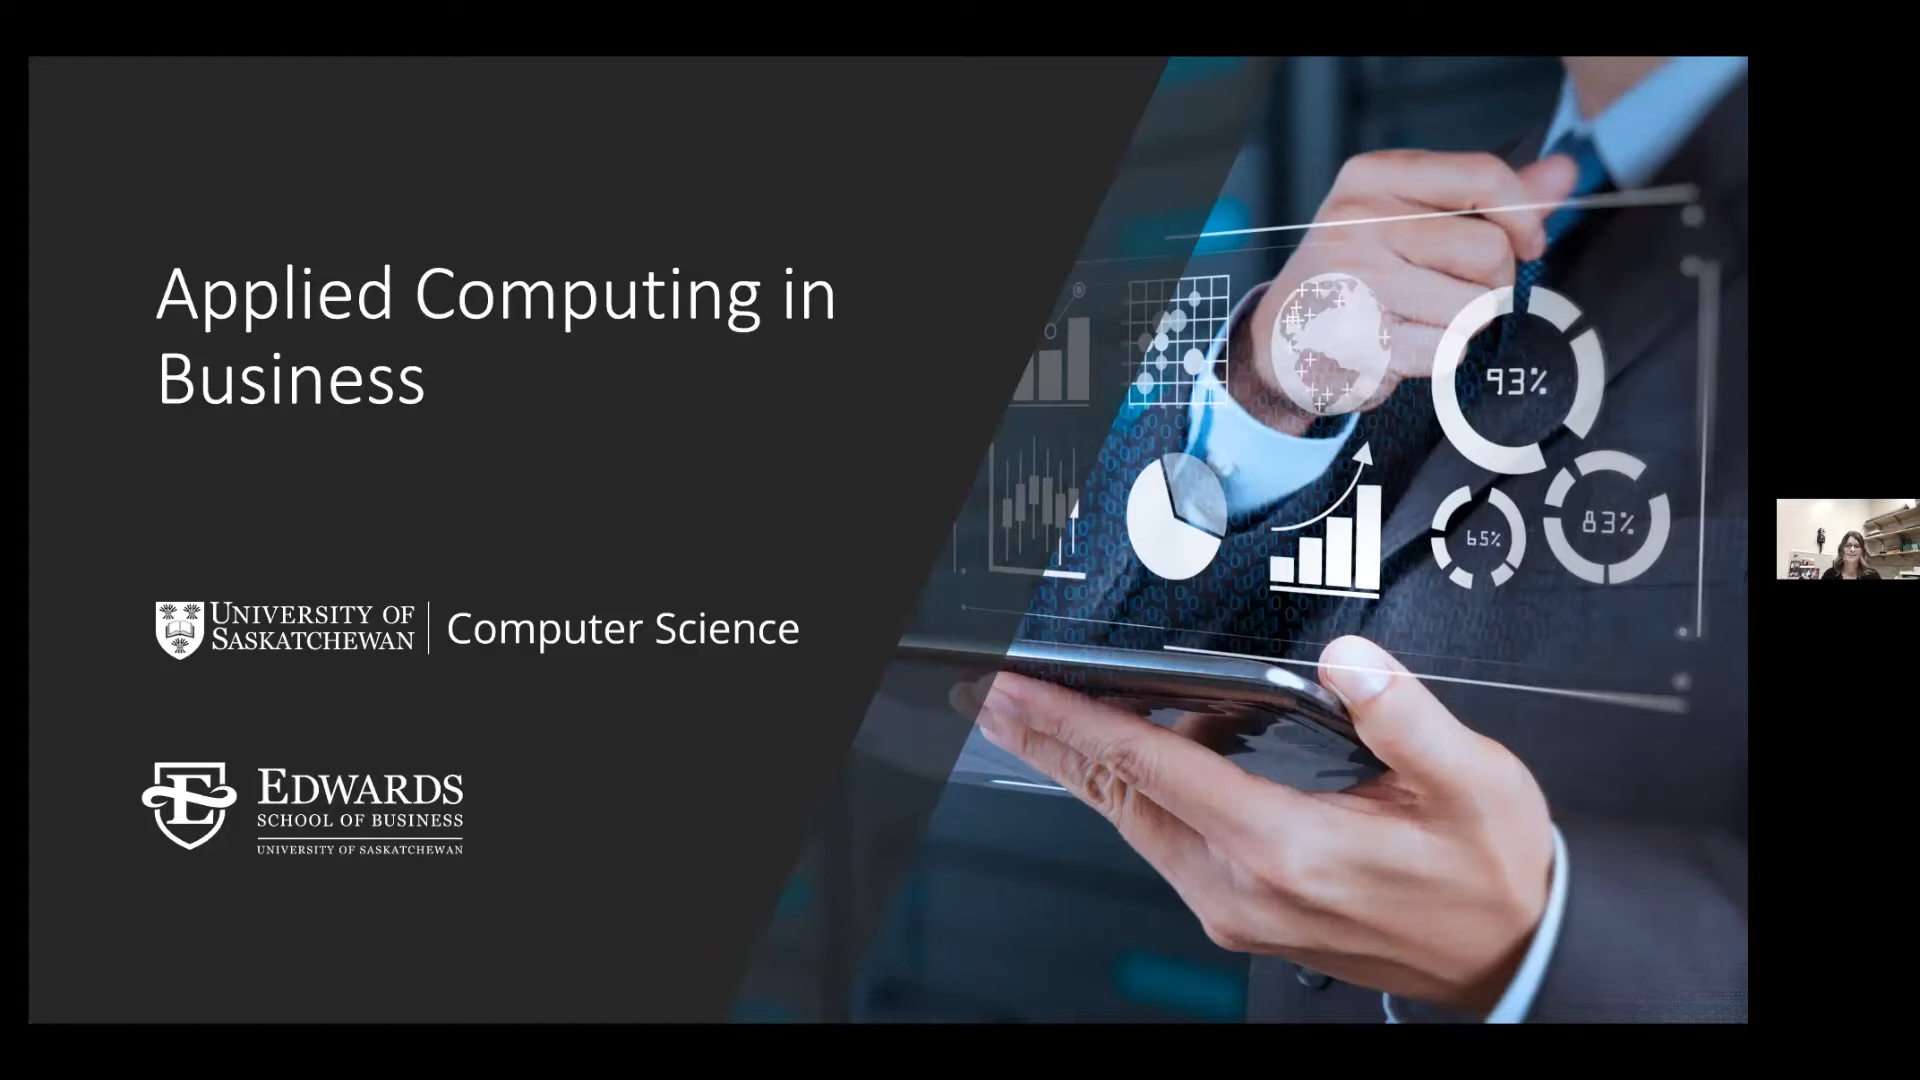 Applied Computing in
Business
UNIVERSITY OF
SASKATCHEWAN
Computer Science
EDWARDS
SCHOOL OF BUSINESS
UNIVERSITY OF SASKATCHEWAN
93%
65%
83%